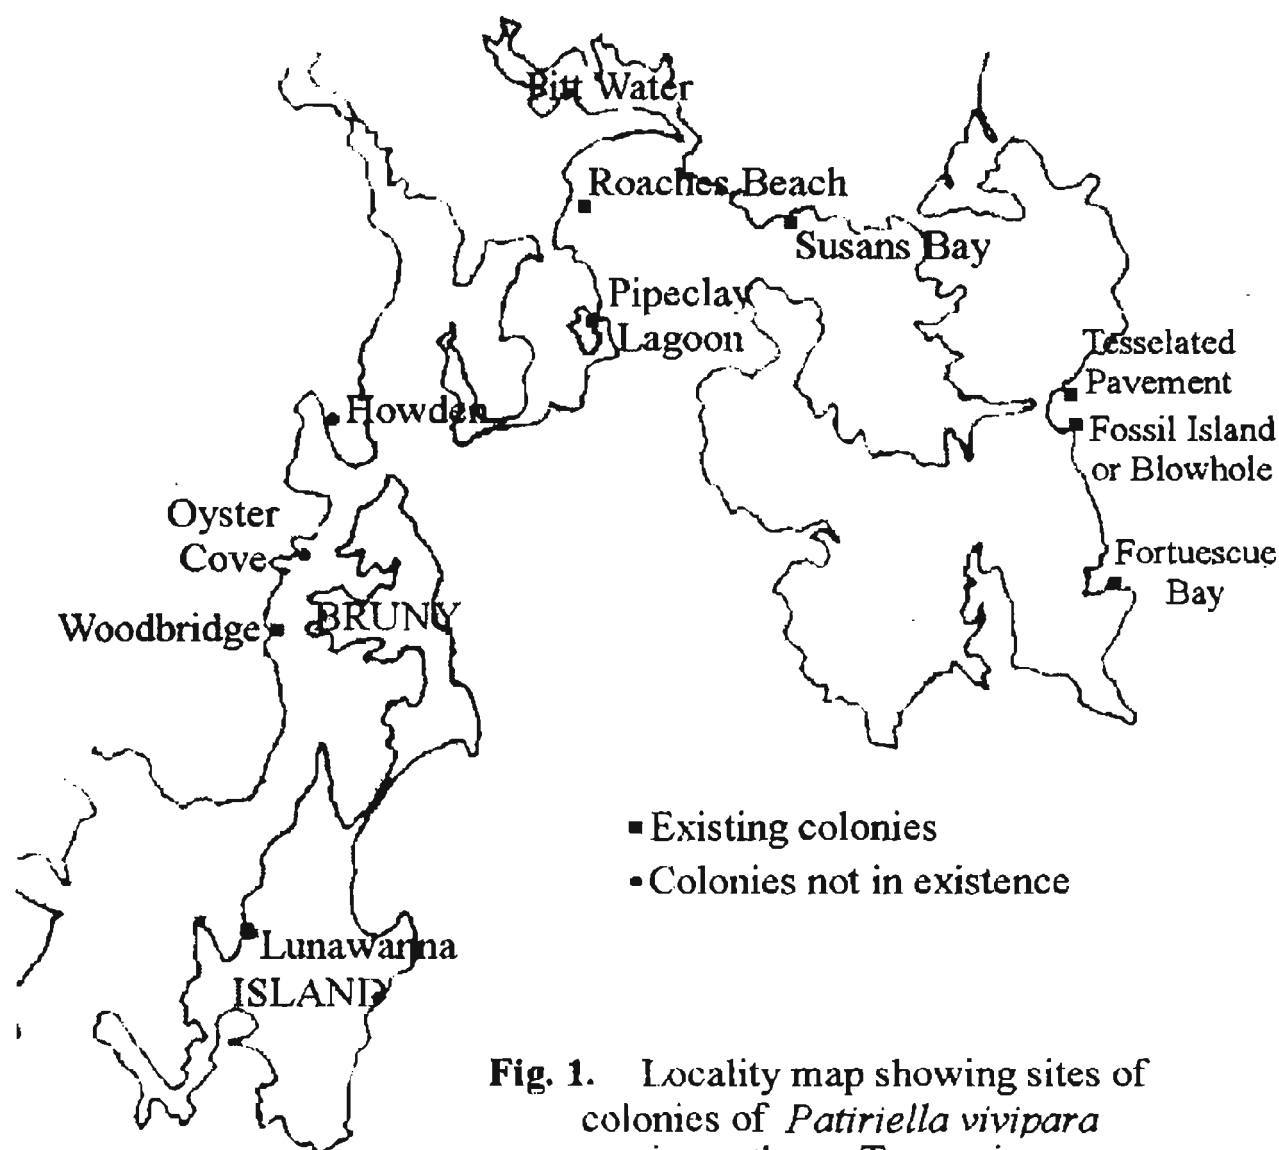 Pitt Water
Roaches Beach
Susans Bay
Pipeclay
Lagoon
Tesselated
Pavement
Howden
Fossil Island
or Blowhole
Oyster
Cove
Fortuescue
Bay
BRUNY
Woodbridge
■ Existing colonies
• Colonies not in existence
Lunawanna
ISLAND
Fig. 1. Locality map showing sites of
colonies of Patiriella vivipara